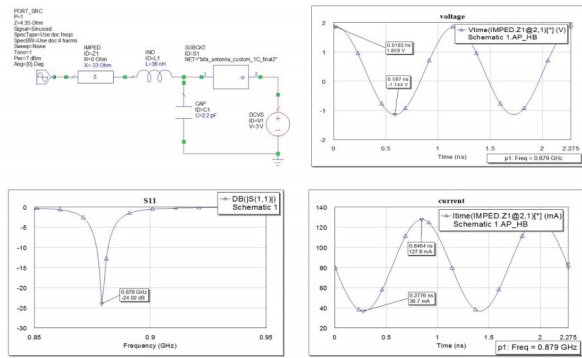 PORT_SRC
P=1
Z=4.35 Ohm
Signal=Sinusoid
SpecType=Use doc freqs
SpecBW=Use doc # harms
Sweep=None
Tone=1
Pwr=7 dBm
Ang=(0) Deg
IMPED
ID=Z1
R=0 Ohm
X=-33 Ohm
IND
ID=L1
L=36 nH
SUBCKT
ID=S1
NET="bifa_antenna_custom_1C_final2"
1
2
CAP
ID=C1
C=2.2 pF
DCVS
ID=V1
V=3 V
voltage
Vtime(IMPED.Z1@2,1)[*] (V)
Schematic 1.AP_HB
2
1
0
-1
-2
0.587 ns
-1.144 V
0
0.5
1
1.5
2
2.275
Time (ns)
p1: Freq = 0.879 GHz
S11
DB(|S(1,1)|)
Schematic 1
0
-5
-10
-15
-20
-25
-30
0.879 GHz
-24.02 dB
0.85
0.9
0.95
Frequency (GHz)
current
Itime(IMPED.Z1@2,1)[*] (mA)
Schematic 1.AP_HB
140
120
100
80
60
40
20
0.8464 ns
127.6 mA
0.2776 ns
36.7 mA
0
0.5
1
1.5
2
2.275
Time (ns)
p1: Freq = 0.879 GHz